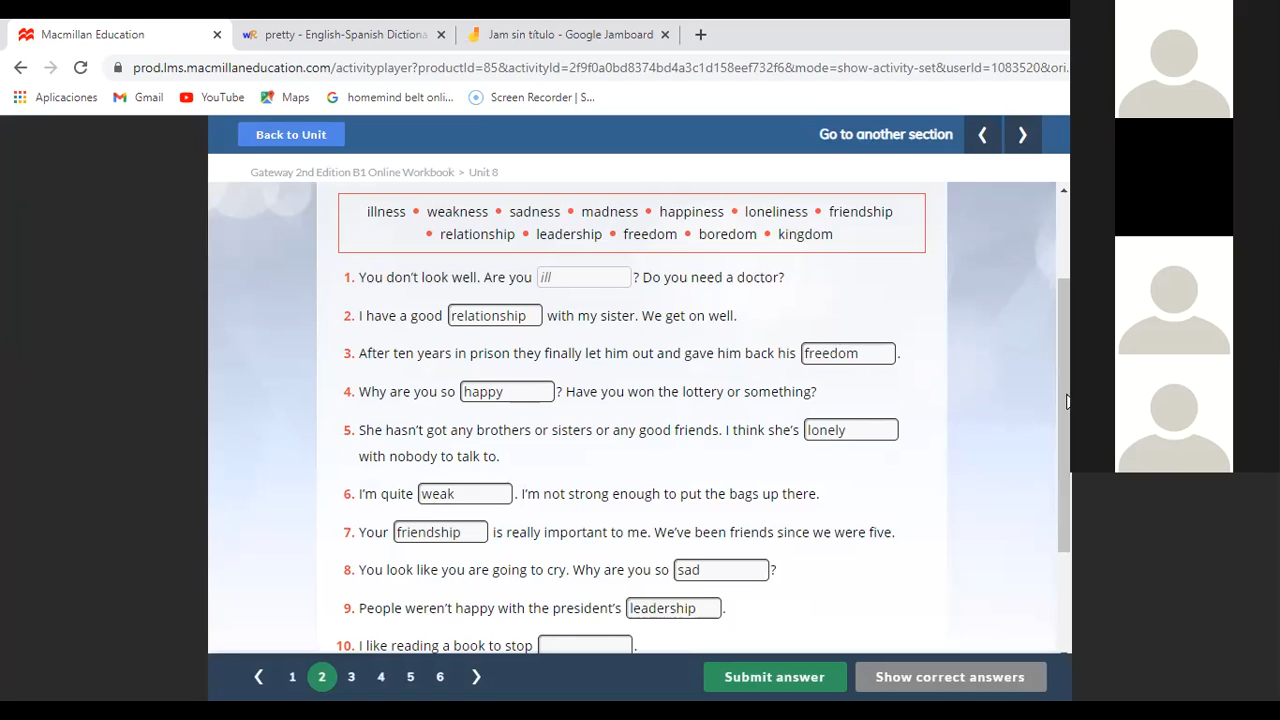 Macmillan Education
pretty - English-Spanish Dictiona
Jam sin título - Google Jamboard
prod.lms.macmillaneducation.com/activityplayer?productId=85&activityId=2f9f0a0bd8374bd4a3c1d158eef732f6&mode=show-activity-set&userId=1083520&ori...
Aplicaciones Gmail YouTube Maps homemind belt onli... Screen Recorder | S...
Back to Unit Go to another section
Gateway 2nd Edition B1 Online Workbook > Unit 8
illness • weakness • sadness • madness • happiness • loneliness • friendship
• relationship • leadership • freedom • boredom • kingdom
1. You don't look well. Are you ill ? Do you need a doctor?
2. I have a good relationship with my sister. We get on well.
3. After ten years in prison they finally let him out and gave him back his freedom .
4. Why are you so happy ? Have you won the lottery or something?
5. She hasn't got any brothers or sisters or any good friends. I think she's lonely
with nobody to talk to.
6. I'm quite weak . I'm not strong enough to put the bags up there.
7. Your friendship is really important to me. We've been friends since we were five.
8. You look like you are going to cry. Why are you so sad ?
9. People weren't happy with the president's leadership .
10. I like reading a book to stop .
1 2 3 4 5 6 Submit answer Show correct answers